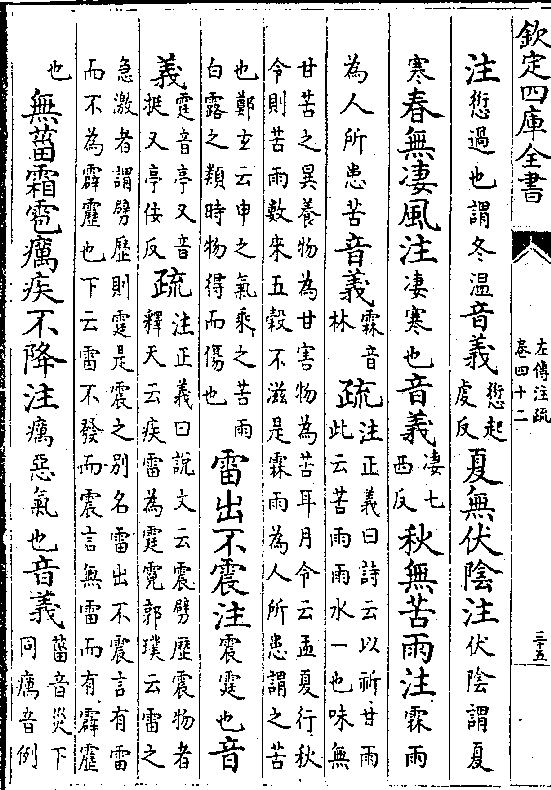 欽定四庫全書
左傳注疏
卷四十二
三十五
注愆過也謂冬温音義愆起
虔反夏無伏陰注伏陰謂夏
寒春無凄風注凄寒也音義凄七
西反秋無苦雨注霖雨
為人所患苦音義霖音
林疏注正義曰詩云以祈甘雨
此云苦雨雨水一也味無
甘苦之異養物為甘害物為苦耳月令云孟夏行秋
令則苦雨數來五穀不滋是霖雨為人所患謂之苦
也鄭玄云申之氣乘之苦雨
白露之類時物得而傷也雷出不震注震霆也音
義霆音亭又音
挺又亭佞反疏注正義曰說文云震劈歷震物者
釋天云疾雷為霆霓郭璞云雷之
急激者謂劈歷則霆是震之別名雷出不震言有雷
而不為霹靂也下云雷不發而震言無雷而有霹靂
也無菑霜雹癘疾不降注癘惡氣也音義菑音災下
同癘音例